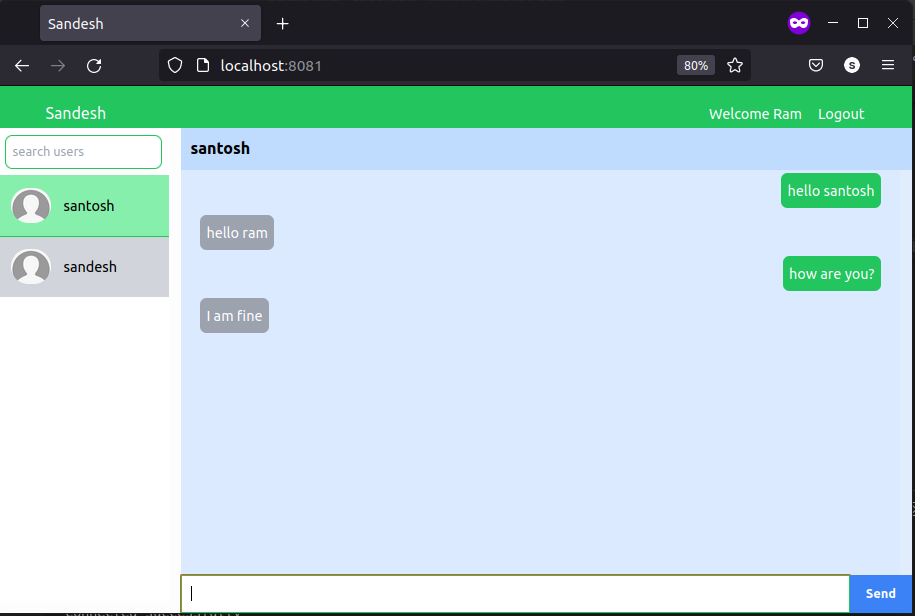 Sandesh
localhost:8081
80%
S
Sandesh
Welcome Ram
Logout
search users
santosh
sandesh
santosh
hello santosh
hello ram
how are you?
I am fine
Send